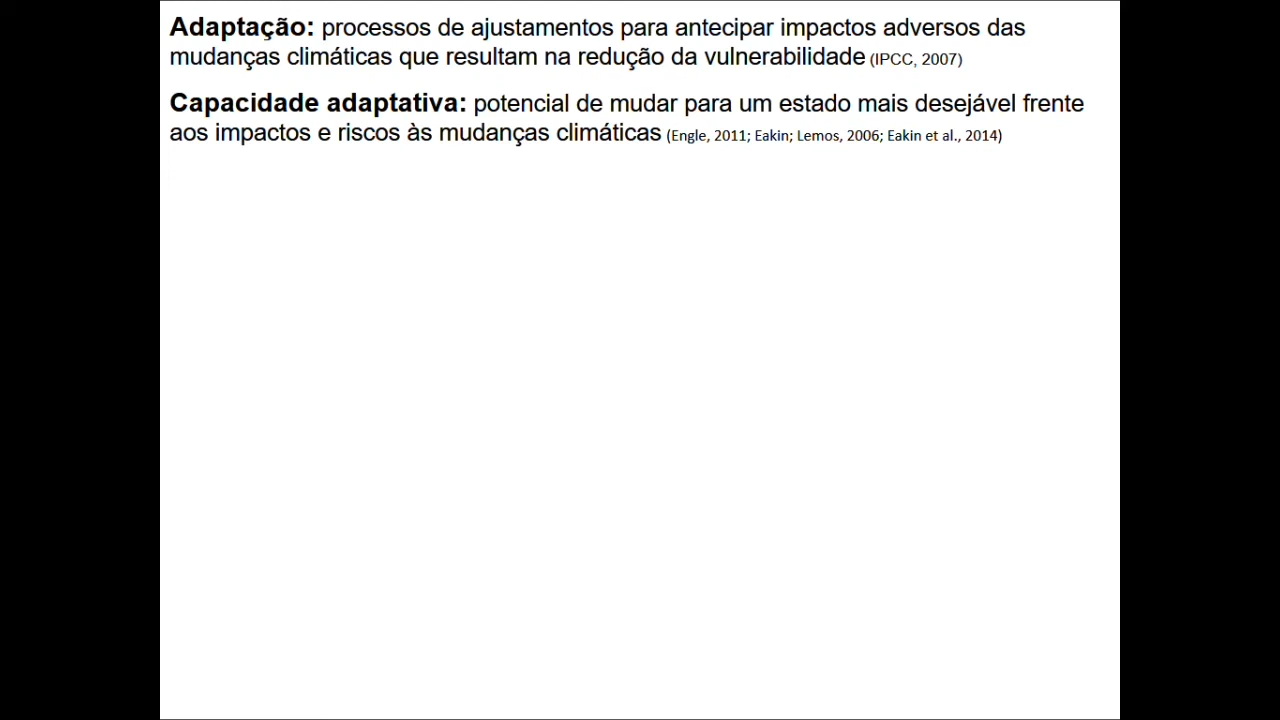 Adaptação: processos de ajustamentos para antecipar impactos adversos das
mudanças climáticas que resultam na redução da vulnerabilidade (IPCC, 2007)
Capacidade adaptativa: potencial de mudar para um estado mais desejável frente
aos impactos e riscos às mudanças climáticas (Engle, 2011; Eakin; Lemos, 2006; Eakin et al., 2014)